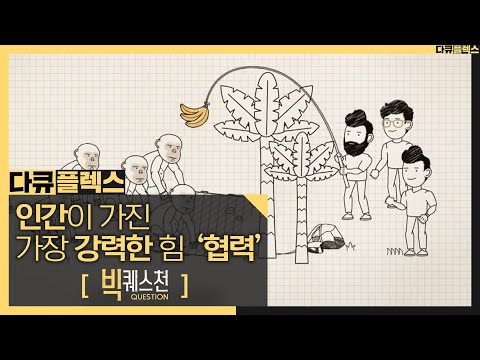 다큐플렉스
다큐플렉스
인간이 가진
가장 강력한 힘 ‘협력’
[ 빅퀘스천 ]
QUESTION